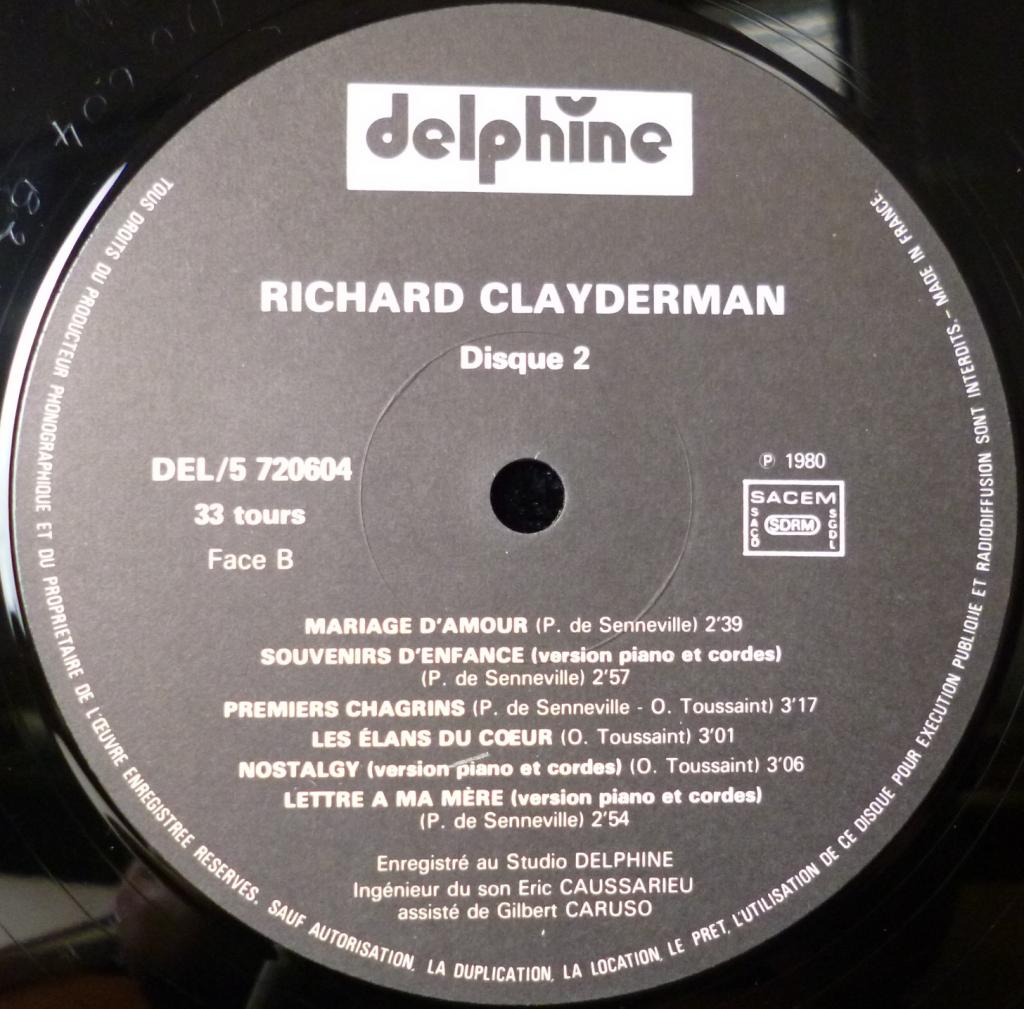 delphine
RICHARD CLAYDERMAN
Disque 2
DEL/5 720604
33 tours
Face B
℗ 1980
SACEM
SACD
SDRM
SGDL
MARIAGE D'AMOUR (P. de Senneville) 2'39
SOUVENIRS D'ENFANCE (version piano et cordes)
(P. de Senneville) 2'57
PREMIERS CHAGRINS (P. de Senneville - O. Toussaint) 3'17
LES ÉLANS DU CŒUR (O. Toussaint) 3'01
NOSTALGY (version piano et cordes) (O. Toussaint) 3'06
LETTRE A MA MÈRE (version piano et cordes)
(P. de Senneville) 2'54
Enregistré au Studio DELPHINE
Ingénieur du son Eric CAUSSARIEU
assisté de Gilbert CARUSO
TOUS DROITS DU PRODUCTEUR PHONOGRAPHIQUE ET DU PROPRIETAIRE DE L'ŒUVRE ENREGISTREE RESERVES. SAUF AUTORISATION, LA DUPLICATION, LA LOCATION, LE PRET, L'UTILISATION DE CE DISQUE POUR EXECUTION PUBLIQUE ET RADIODIFFUSION SONT INTERDITS. – MADE IN FRANCE.